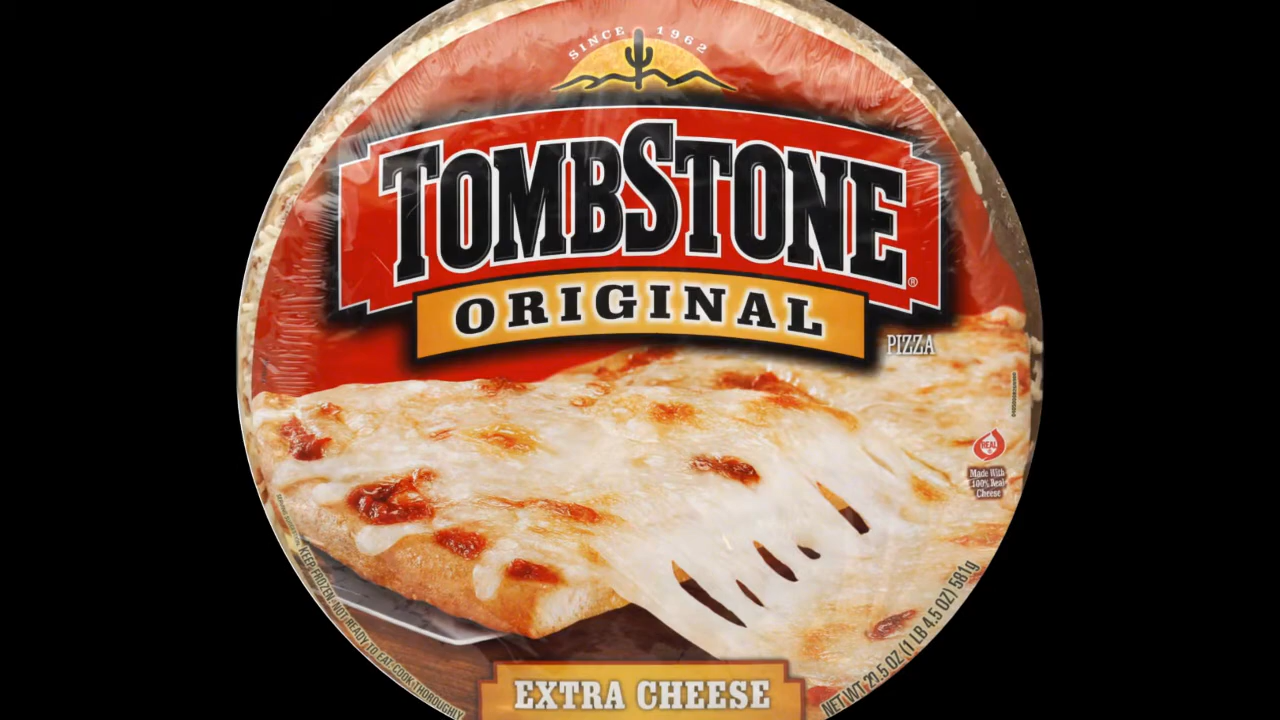 SINCE 1962
TOMBSTONE®
ORIGINAL
PIZZA
REAL
Made With
100% Real
Cheese
KEEP FROZEN-NOT READY TO EAT-COOK THOROUGHLY
NET WT 20.5 OZ (1 LB 4.5 OZ) 581g
EXTRA CHEESE